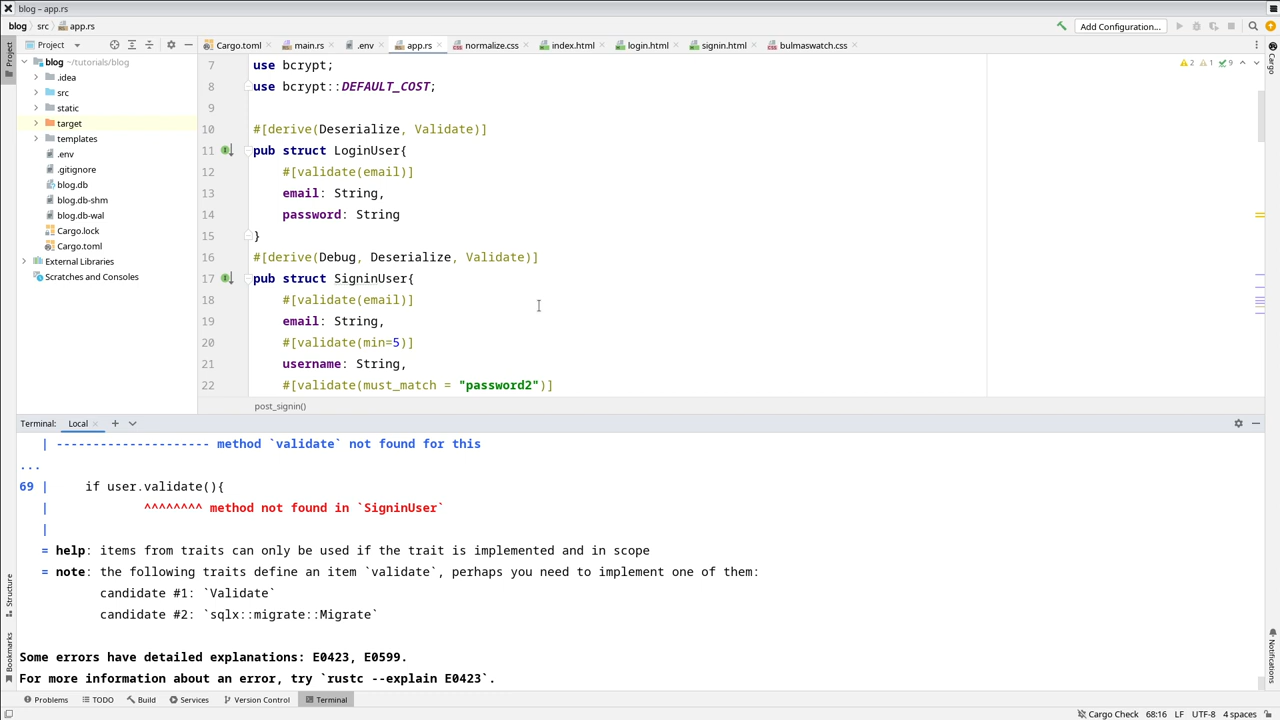 blog – app.rs
blog src app.rs Add Configuration...
Project Cargo.toml main.rs .env app.rs normalize.css index.html login.html signin.html bulmaswatch.css
blog ~/tutorials/blog
.idea
src
static
target
templates
.env
.gitignore
blog.db
blog.db-shm
blog.db-wal
Cargo.lock
Cargo.toml
External Libraries
Scratches and Consoles
Project
Structure
Bookmarks
7 use bcrypt;
8 use bcrypt::DEFAULT_COST;
9
10 #[derive(Deserialize, Validate)]
11 pub struct LoginUser{
12 #[validate(email)]
13 email: String,
14 password: String
15 }
16 #[derive(Debug, Deserialize, Validate)]
17 pub struct SigninUser{
18 #[validate(email)]
19 email: String,
20 #[validate(min=5)]
21 username: String,
22 #[validate(must_match = "password2")]
2 1 9
Cargo
Notifications
post_signin()
Terminal: Local
| -------------------- method `validate` not found for this
...
69 | if user.validate(){
| ^^^^^^^^ method not found in `SigninUser`
|
= help: items from traits can only be used if the trait is implemented and in scope
= note: the following traits define an item `validate`, perhaps you need to implement one of them:
candidate #1: `Validate`
candidate #2: `sqlx::migrate::Migrate`
Some errors have detailed explanations: E0423, E0599.
For more information about an error, try `rustc --explain E0423`.
Problems TODO Build Services Version Control Terminal
Cargo Check 68:16 LF UTF-8 4 spaces